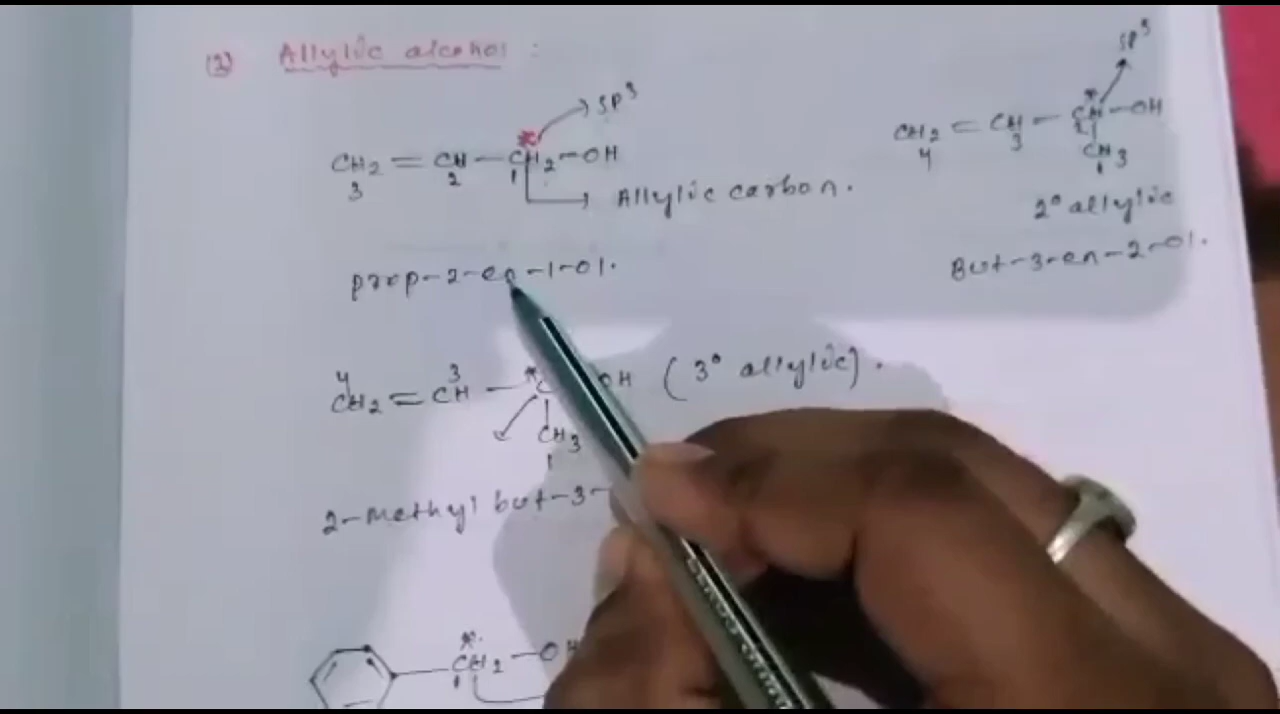 (2) Allylic alcohol :
SP3
CH2 = CH - CH2 - OH
3 2 1
Allylic carbon.
prop-2-en-1-ol.
SP3
CH2 = CH - CH - OH
4 3 2
CH3
1
2° allylic
But-3-en-2-ol.
4 3
CH2 = CH - OH (3° allylic).
CH3
1
2-Methyl but-3-
*
CH2 - OH
1